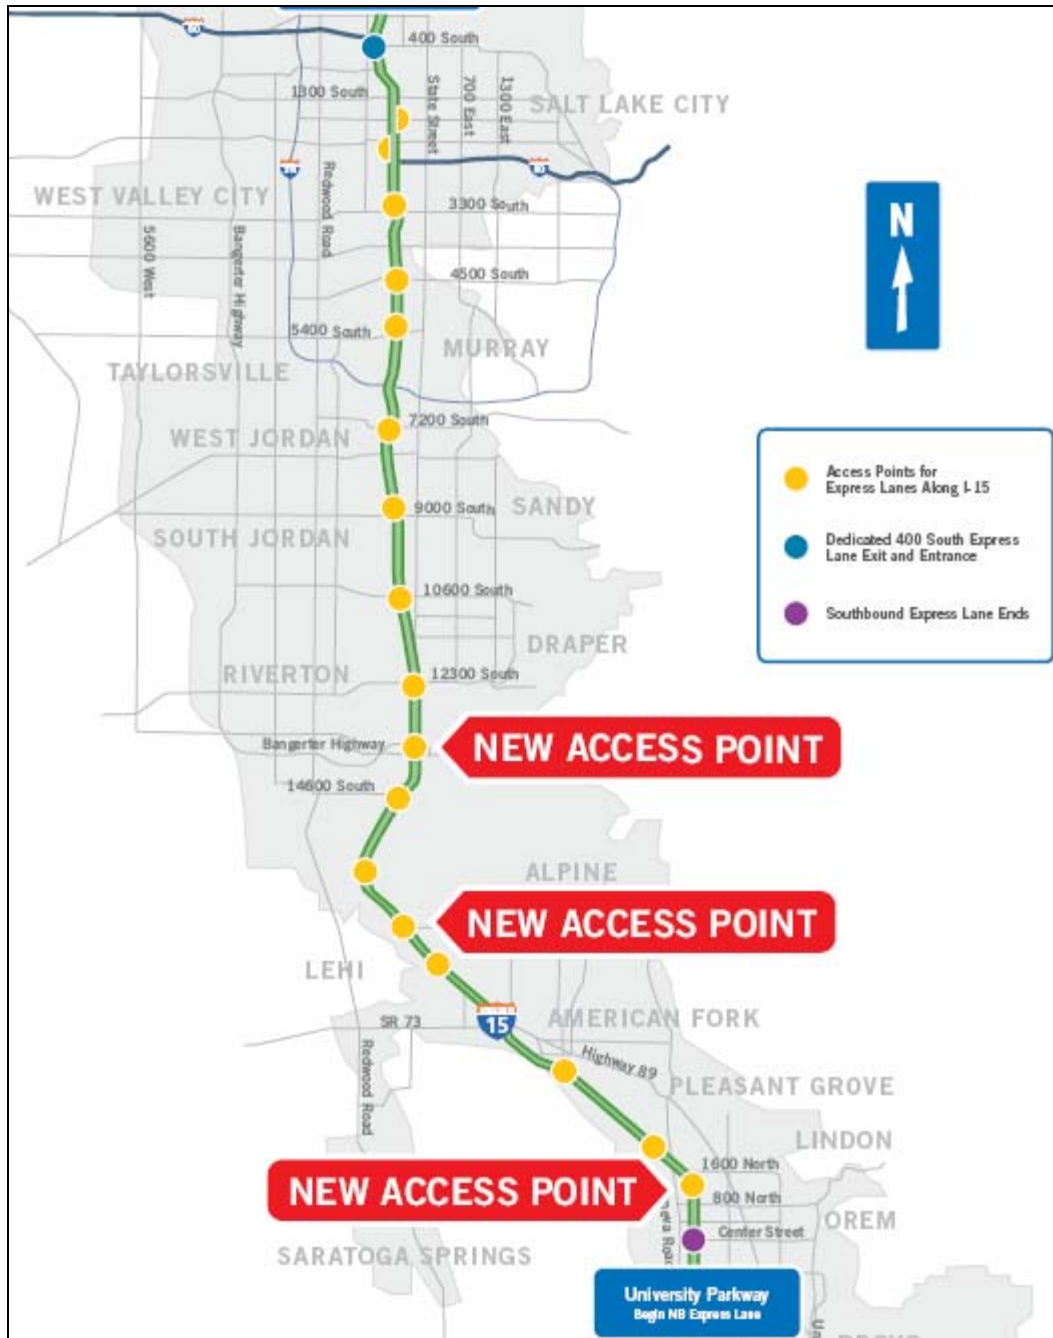 80
400 South
1300 South
State Street
700 East
1300 East
SALT LAKE CITY
80
WEST VALLEY CITY
Redwood Road
3300 South
N
5600 West
Bangerter Highway
4500 South
5400 South
MURRAY
TAYLORSVILLE
7200 South
WEST JORDAN
9000 South
SANDY
SOUTH JORDAN
Access Points for
Express Lanes Along I-15
Dedicated 400 South Express
Lane Exit and Entrance
Southbound Express Lane Ends
10600 South
DRAPER
RIVERTON
12300 South
Bangerter Highway
NEW ACCESS POINT
14600 South
ALPINE
NEW ACCESS POINT
LEHI
15
AMERICAN FORK
SR 73
Redwood Road
Highway 89
PLEASANT GROVE
LINDON
1600 North
NEW ACCESS POINT
800 North
OREM
Center Street
SARATOGA SPRINGS
University Parkway
Begin NB Express Lane